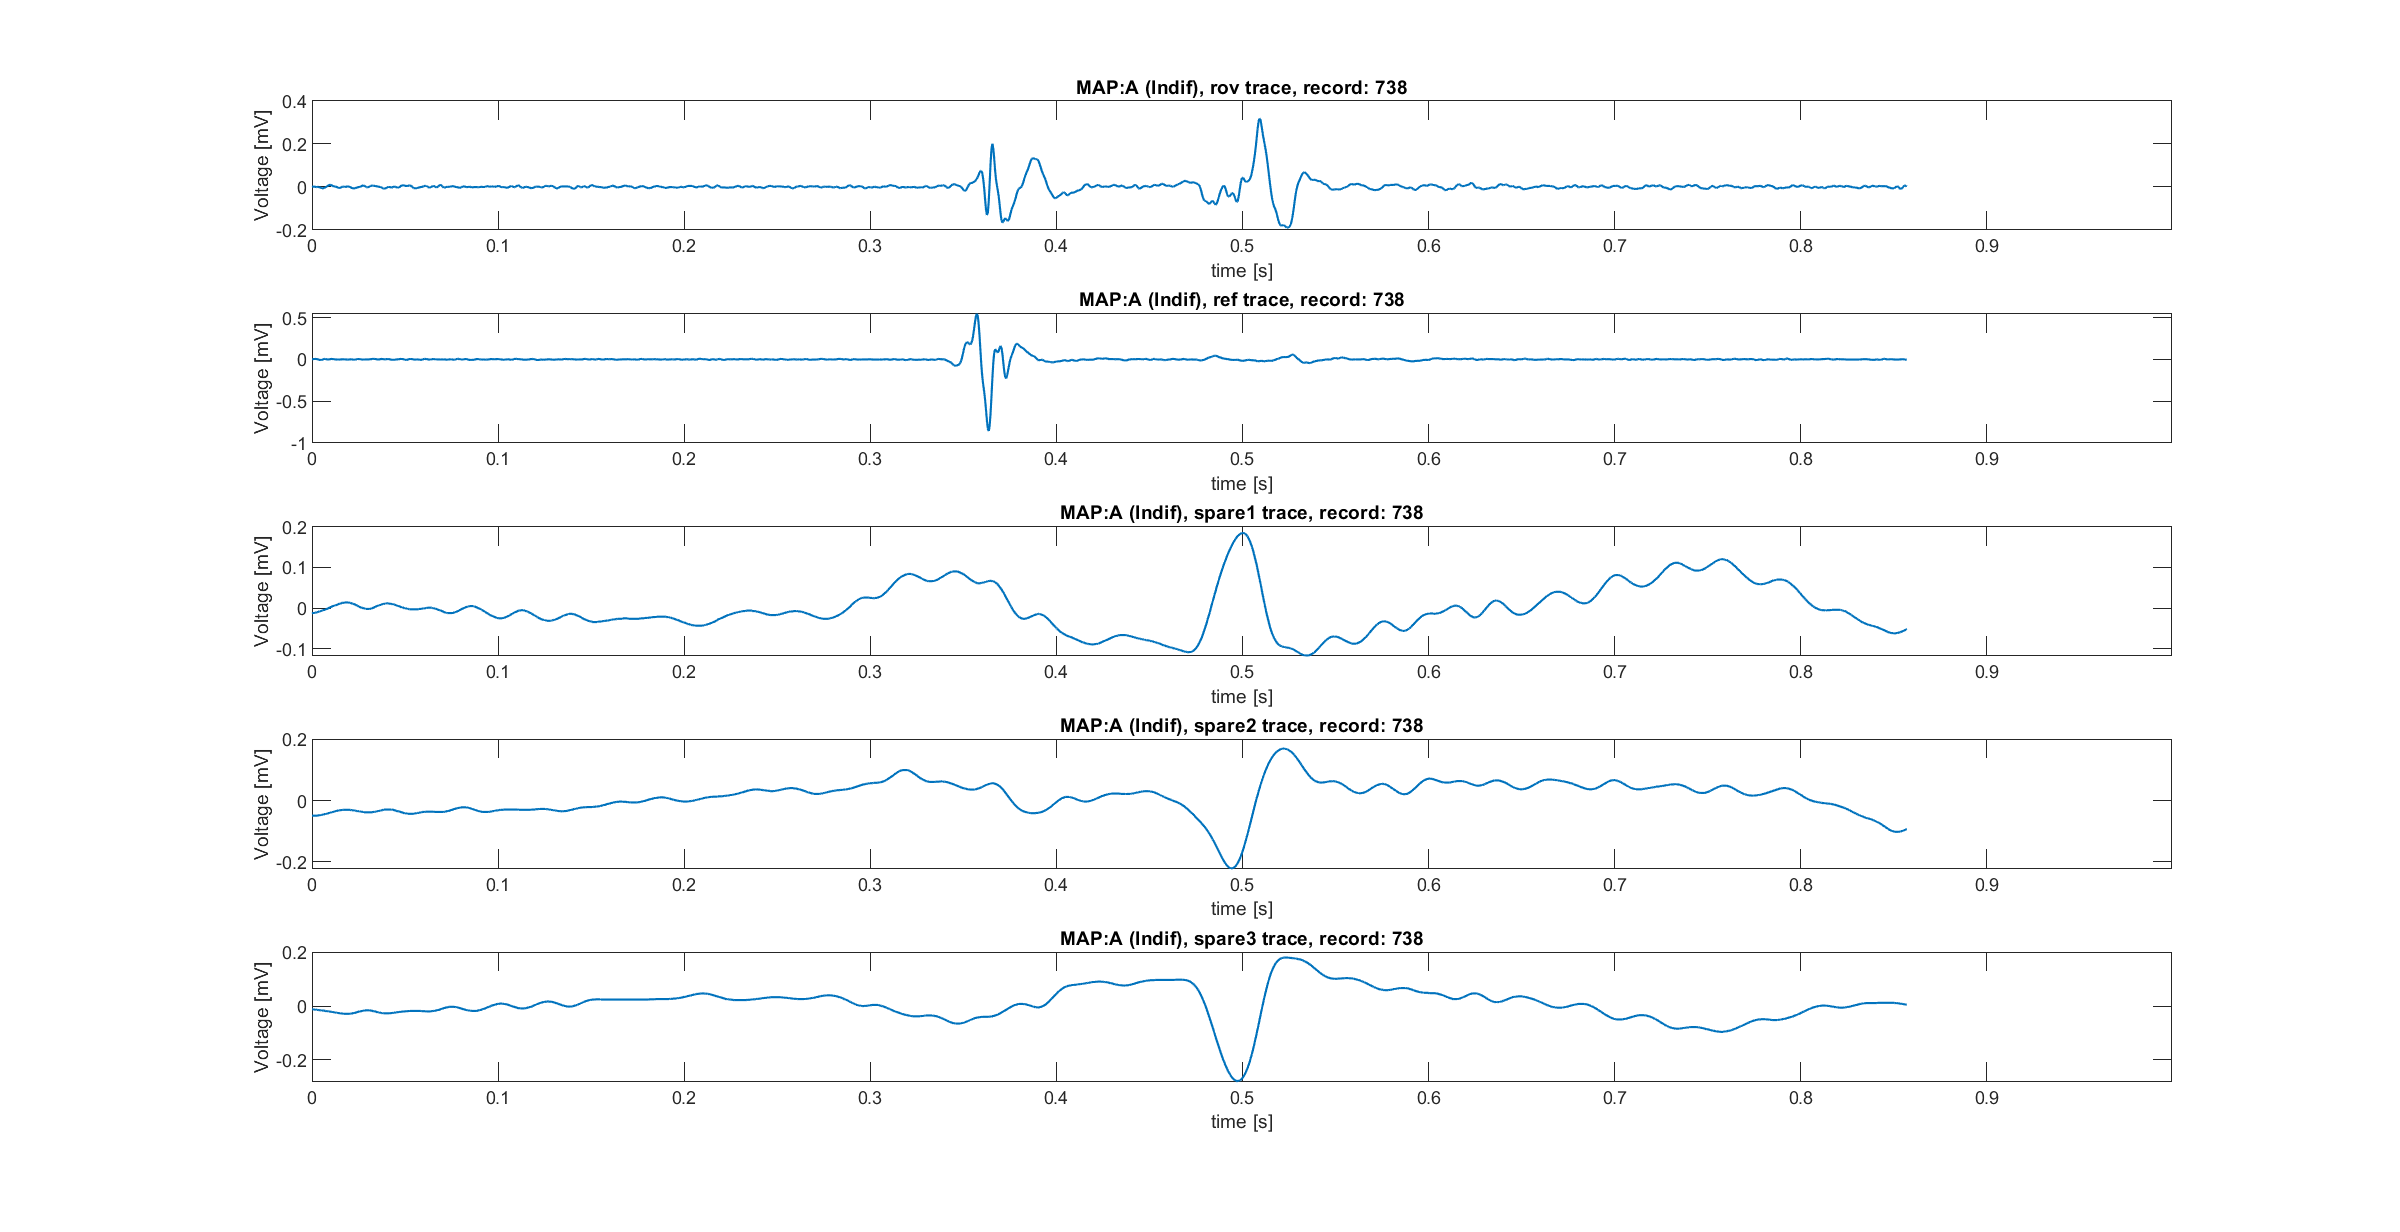 MAP:A (Indif), rov trace, record: 738
Voltage [mV]
0.4
0.2
0
-0.2
0 0.1 0.2 0.3 0.4 0.5 0.6 0.7 0.8 0.9
time [s]
MAP:A (Indif), ref trace, record: 738
Voltage [mV]
0.5
0
-0.5
-1
0 0.1 0.2 0.3 0.4 0.5 0.6 0.7 0.8 0.9
time [s]
MAP:A (Indif), spare1 trace, record: 738
Voltage [mV]
0.2
0.1
0
-0.1
0 0.1 0.2 0.3 0.4 0.5 0.6 0.7 0.8 0.9
time [s]
MAP:A (Indif), spare2 trace, record: 738
Voltage [mV]
0.2
0
-0.2
0 0.1 0.2 0.3 0.4 0.5 0.6 0.7 0.8 0.9
time [s]
MAP:A (Indif), spare3 trace, record: 738
Voltage [mV]
0.2
0
-0.2
0 0.1 0.2 0.3 0.4 0.5 0.6 0.7 0.8 0.9
time [s]